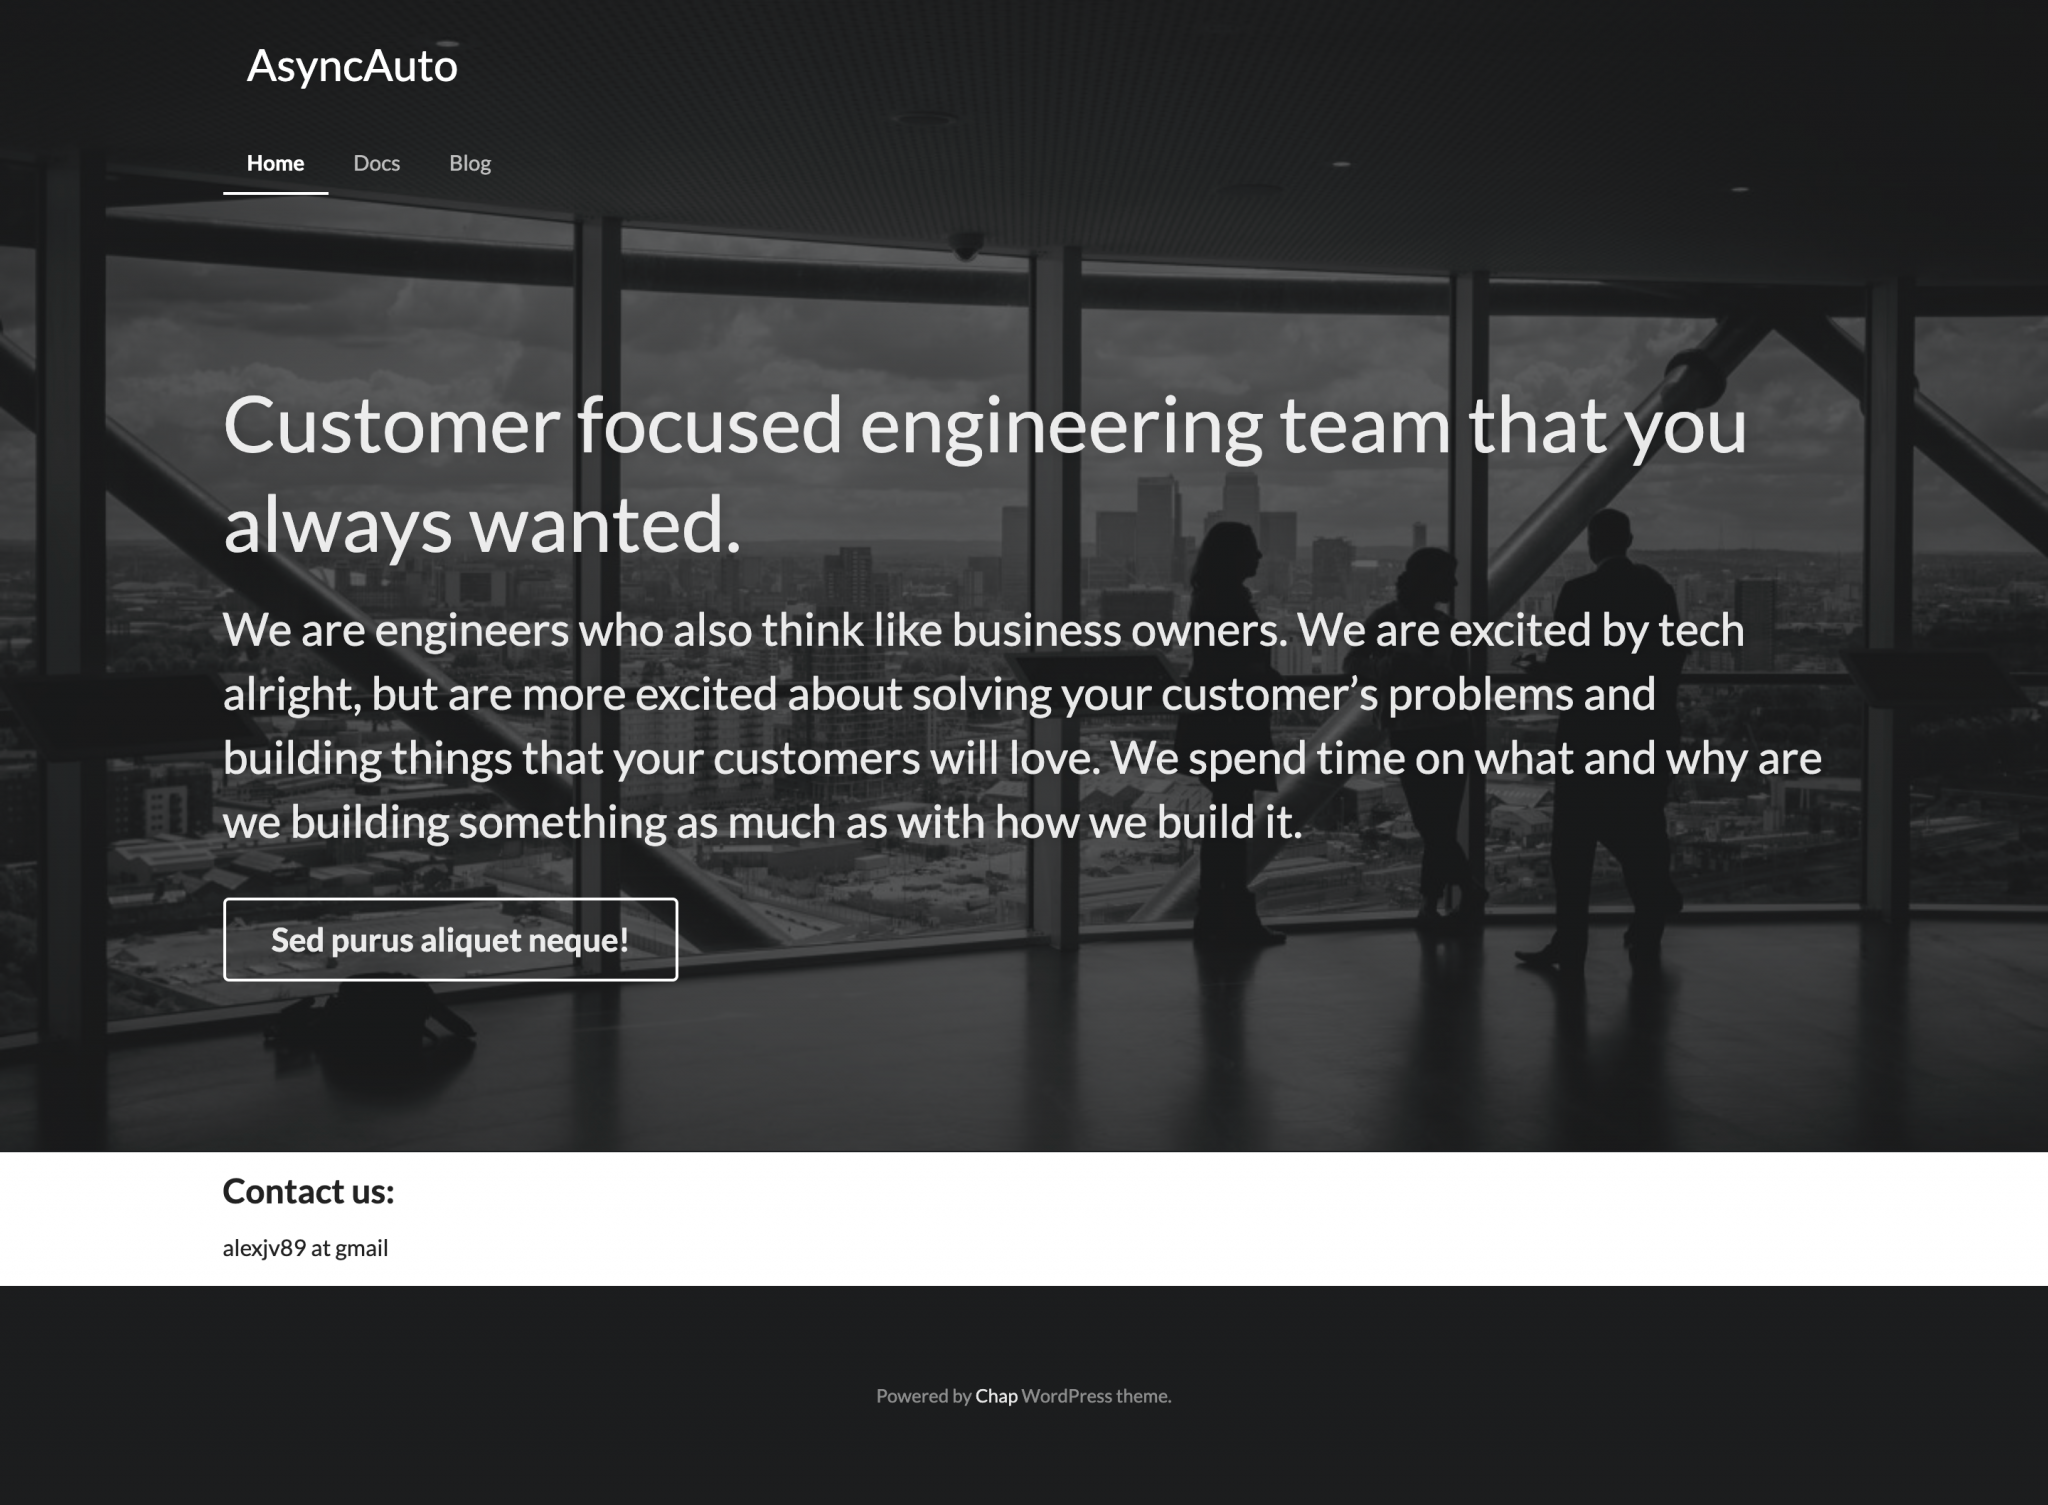 AsyncAuto
Home Docs Blog
Customer focused engineering team that you
always wanted.
We are engineers who also think like business owners. We are excited by tech
alright, but are more excited about solving your customer’s problems and
building things that your customers will love. We spend time on what and why are
we building something as much as with how we build it.
Sed purus aliquet neque!
Contact us:
alexjv89 at gmail
Powered by Chap WordPress theme.